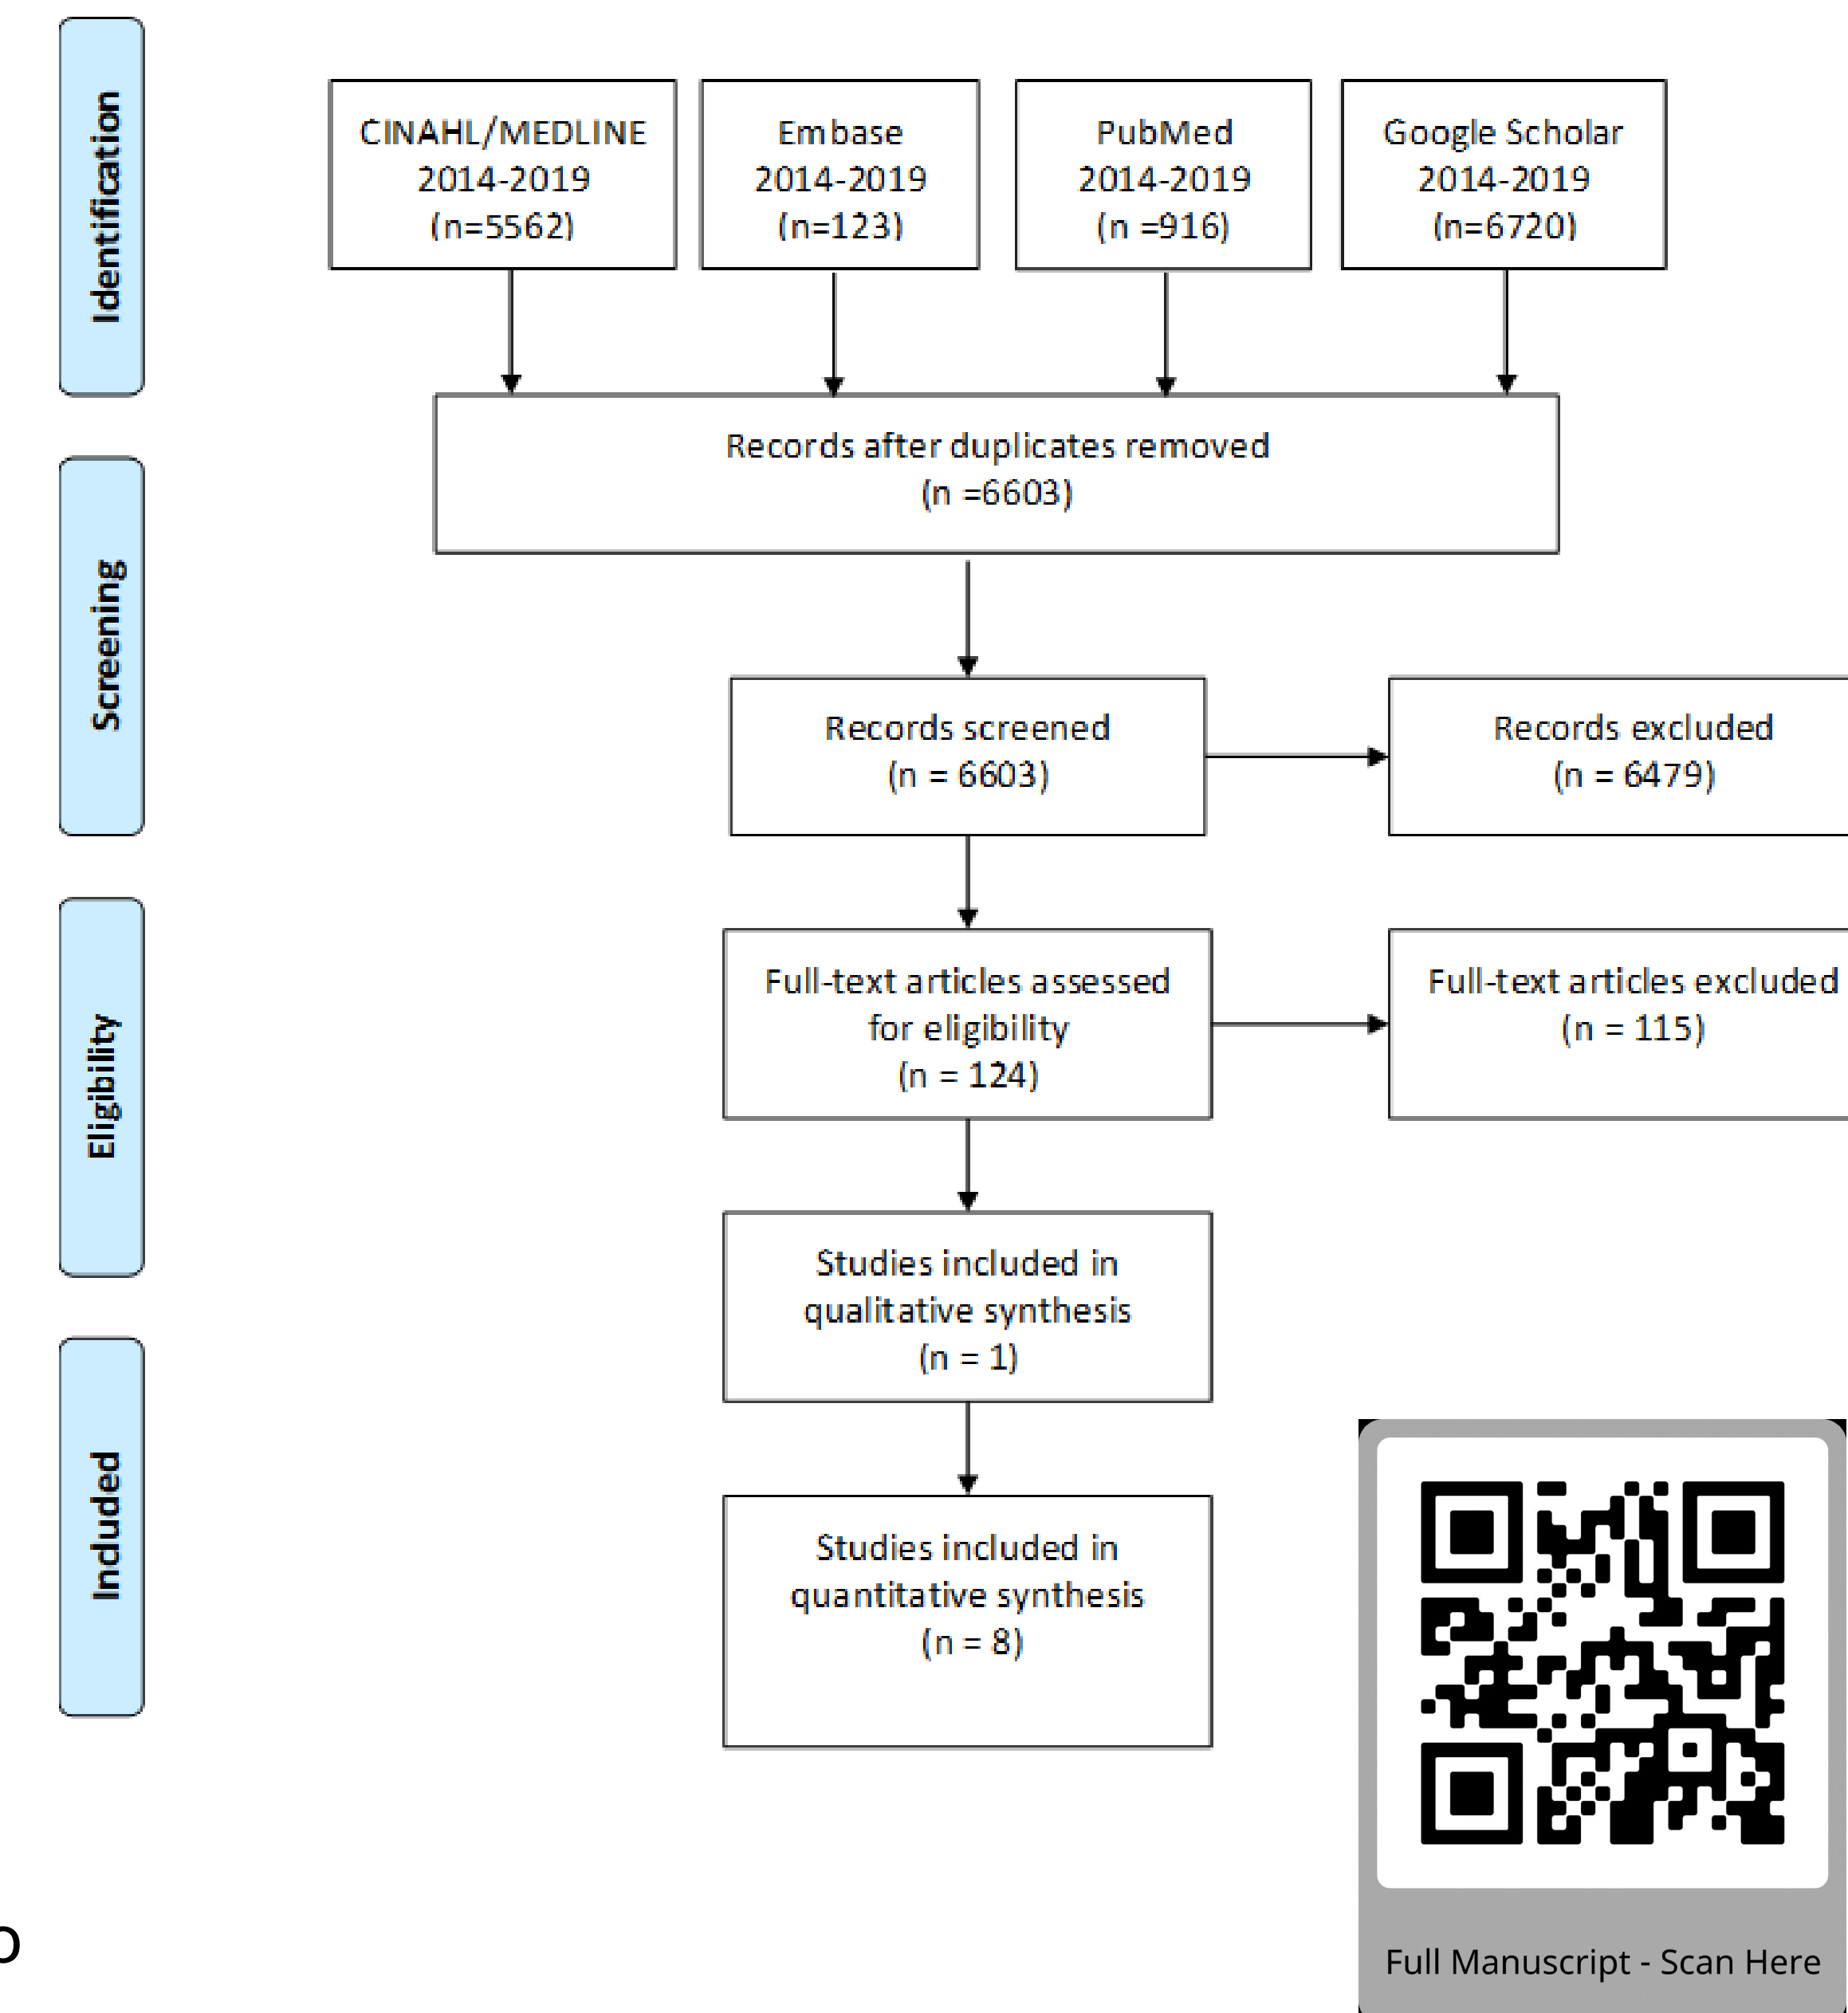 Identification
CINAHL/MEDLINE
2014-2019
(n=5562)
Embase
2014-2019
(n=123)
PubMed
2014-2019
(n =916)
Google Scholar
2014-2019
(n=6720)
Records after duplicates removed
(n =6603)
Screening
Records screened
(n = 6603)
Records excluded
(n = 6479)
Eligibility
Full-text articles assessed
for eligibility
(n = 124)
Full-text articles excluded
(n = 115)
Studies included in
qualitative synthesis
(n = 1)
Included
Studies included in
quantitative synthesis
(n = 8)
o
Full Manuscript - Scan Here